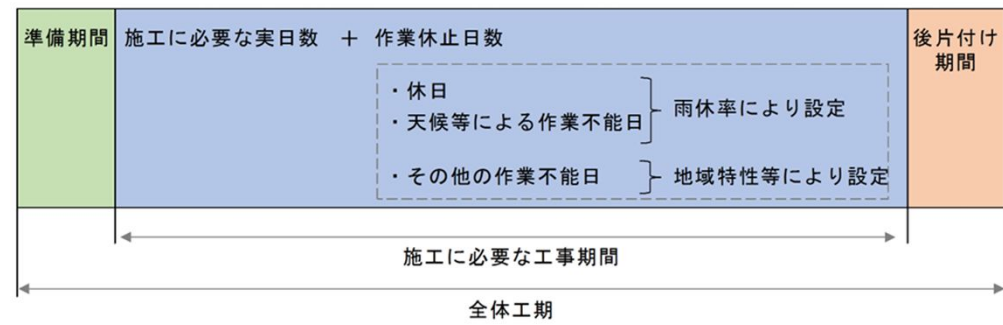 準備期間
施工に必要な実日数 + 作業休止日数
・休日
・天候等による作業不能日
雨休率により設定
・その他の作業不能日
地域特性等により設定
後片付け
期間
施工に必要な工事期間
全体工期